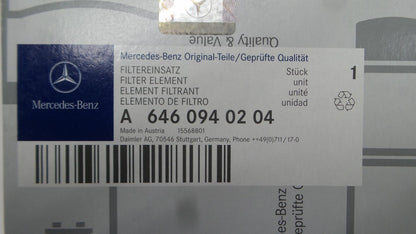 Quality & Value
Mercedes-Benz Original-Teile/Geprüfte Qualität
FILTEREINSATZ
FILTER ELEMENT
ELEMENT FILTRANT
ELEMENTO DE FILTRO
Stück
unit
unité
unidad
1
Mercedes-Benz
A 646 094 02 04
Made in Austria 15568801
Daimler AG, 70546 Stuttgart, Germany, Phone ++49(0)711/17-0
Mercedes-Benz
Geprüfte